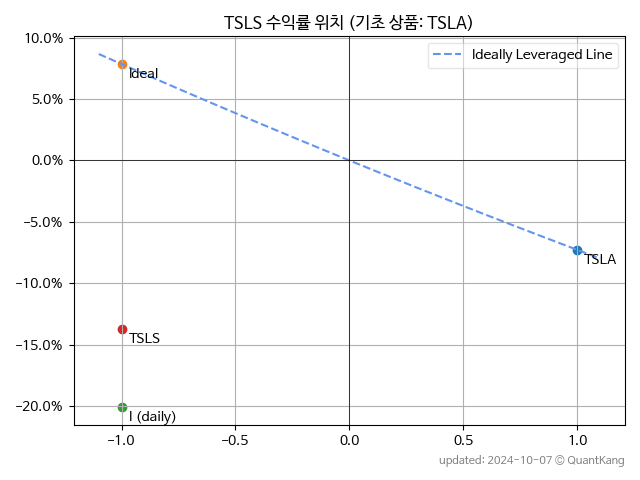 TSLS 수익률 위치 (기초 상품: TSLA)
10.0%
Ideally Leveraged Line
Ideal
5.0%
0.0%
−5.0%
TSLA
−10.0%
TSLS
−15.0%
−20.0%
I (daily)
−1.0
−0.5
0.0
0.5
1.0
updated: 2024-10-07 © QuantKang